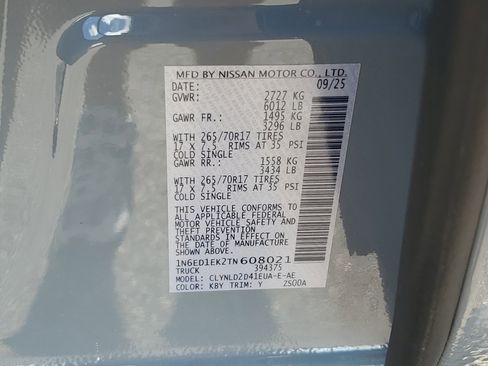 MFD BY NISSAN MOTOR CO., LTD.
DATE: 09/25
GVWR: 2727 KG
6012 LB
GAWR FR.: 1495 KG
3296 LB
WITH 265/70R17 TIRES
17 X 7.5 RIMS AT 35 PSI
COLD SINGLE
GAWR RR.: 1558 KG
3434 LB
WITH 265/70R17 TIRES
17 X 7.5 RIMS AT 35 PSI
COLD SINGLE
THIS VEHICLE CONFORMS TO
ALL APPLICABLE FEDERAL
MOTOR VEHICLE SAFETY AND
THEFT PREVENTION
STANDARDS IN EFFECT ON
THE DATE OF MANUFACTURE
SHOWN ABOVE.
1N6ED1EK2TN608021
TRUCK 394375
MODEL: CLYNLD2D41EUA-E-AE
COLOR: KBY TRIM: Y ZS00A